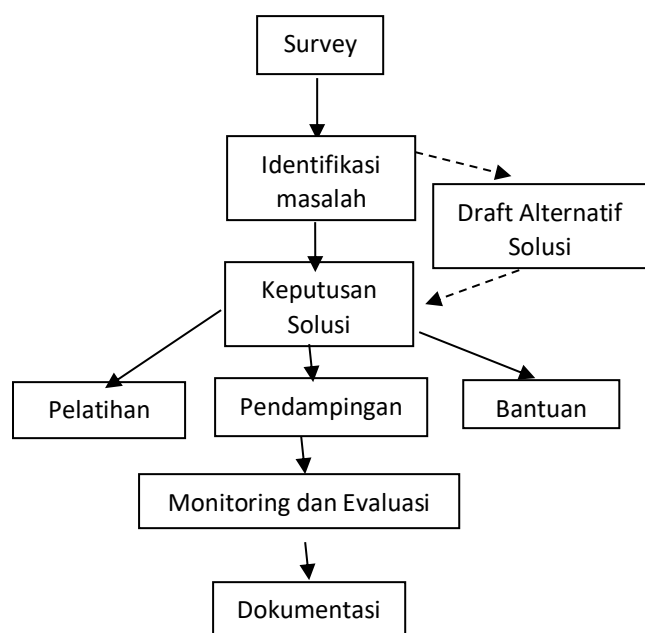 Survey
Identifikasi
masalah
Draft Alternatif
Solusi
Keputusan
Solusi
Pelatihan
Pendampingan
Bantuan
Monitoring dan Evaluasi
Dokumentasi